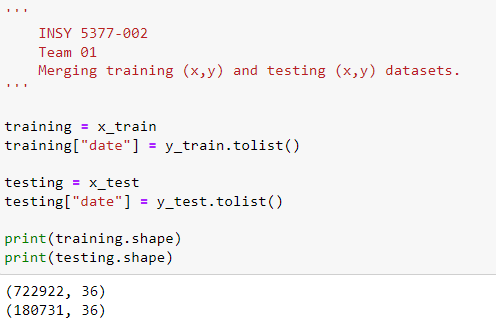 '''
    INSY 5377-002
    Team 01
    Merging training (x,y) and testing (x,y) datasets.
'''
training = x_train
training["date"] = y_train.tolist()
testing = x_test
testing["date"] = y_test.tolist()
print(training.shape)
print(testing.shape)
(722922, 36)
(180731, 36)